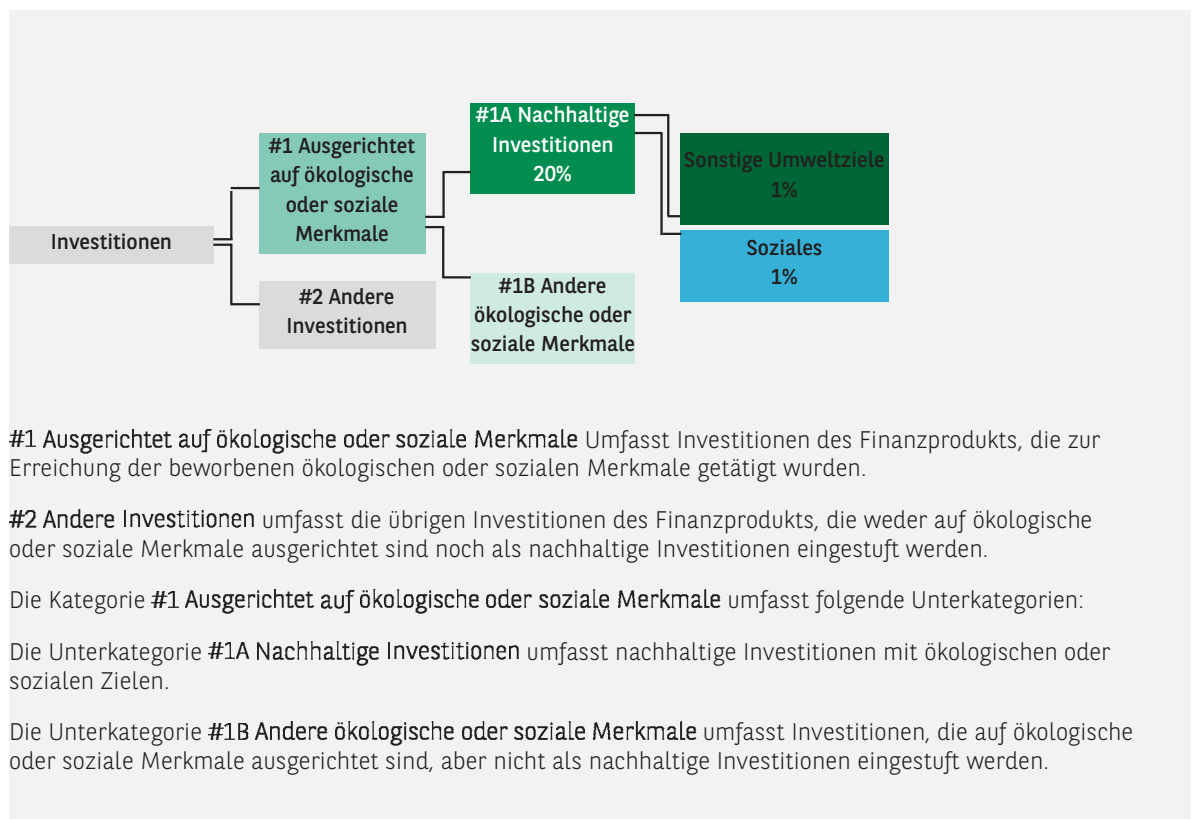 #1A Nachhaltige
Investitionen
20%
#1 Ausgerichtet
auf ökologische
oder soziale
Merkmale
Sonstige Umweltziele
1%
Investitionen
Soziales
1%
#2 Andere
Investitionen
#1B Andere
ökologische oder
soziale Merkmale
#1 Ausgerichtet auf ökologische oder soziale Merkmale Umfasst Investitionen des Finanzprodukts, die zur
Erreichung der beworbenen ökologischen oder sozialen Merkmale getätigt wurden.
#2 Andere Investitionen umfasst die übrigen Investitionen des Finanzprodukts, die weder auf ökologische
oder soziale Merkmale ausgerichtet sind noch als nachhaltige Investitionen eingestuft werden.
Die Kategorie #1 Ausgerichtet auf ökologische oder soziale Merkmale umfasst folgende Unterkategorien:
Die Unterkategorie #1A Nachhaltige Investitionen umfasst nachhaltige Investitionen mit ökologischen oder
sozialen Zielen.
Die Unterkategorie #1B Andere ökologische oder soziale Merkmale umfasst Investitionen, die auf ökologische
oder soziale Merkmale ausgerichtet sind, aber nicht als nachhaltige Investitionen eingestuft werden.